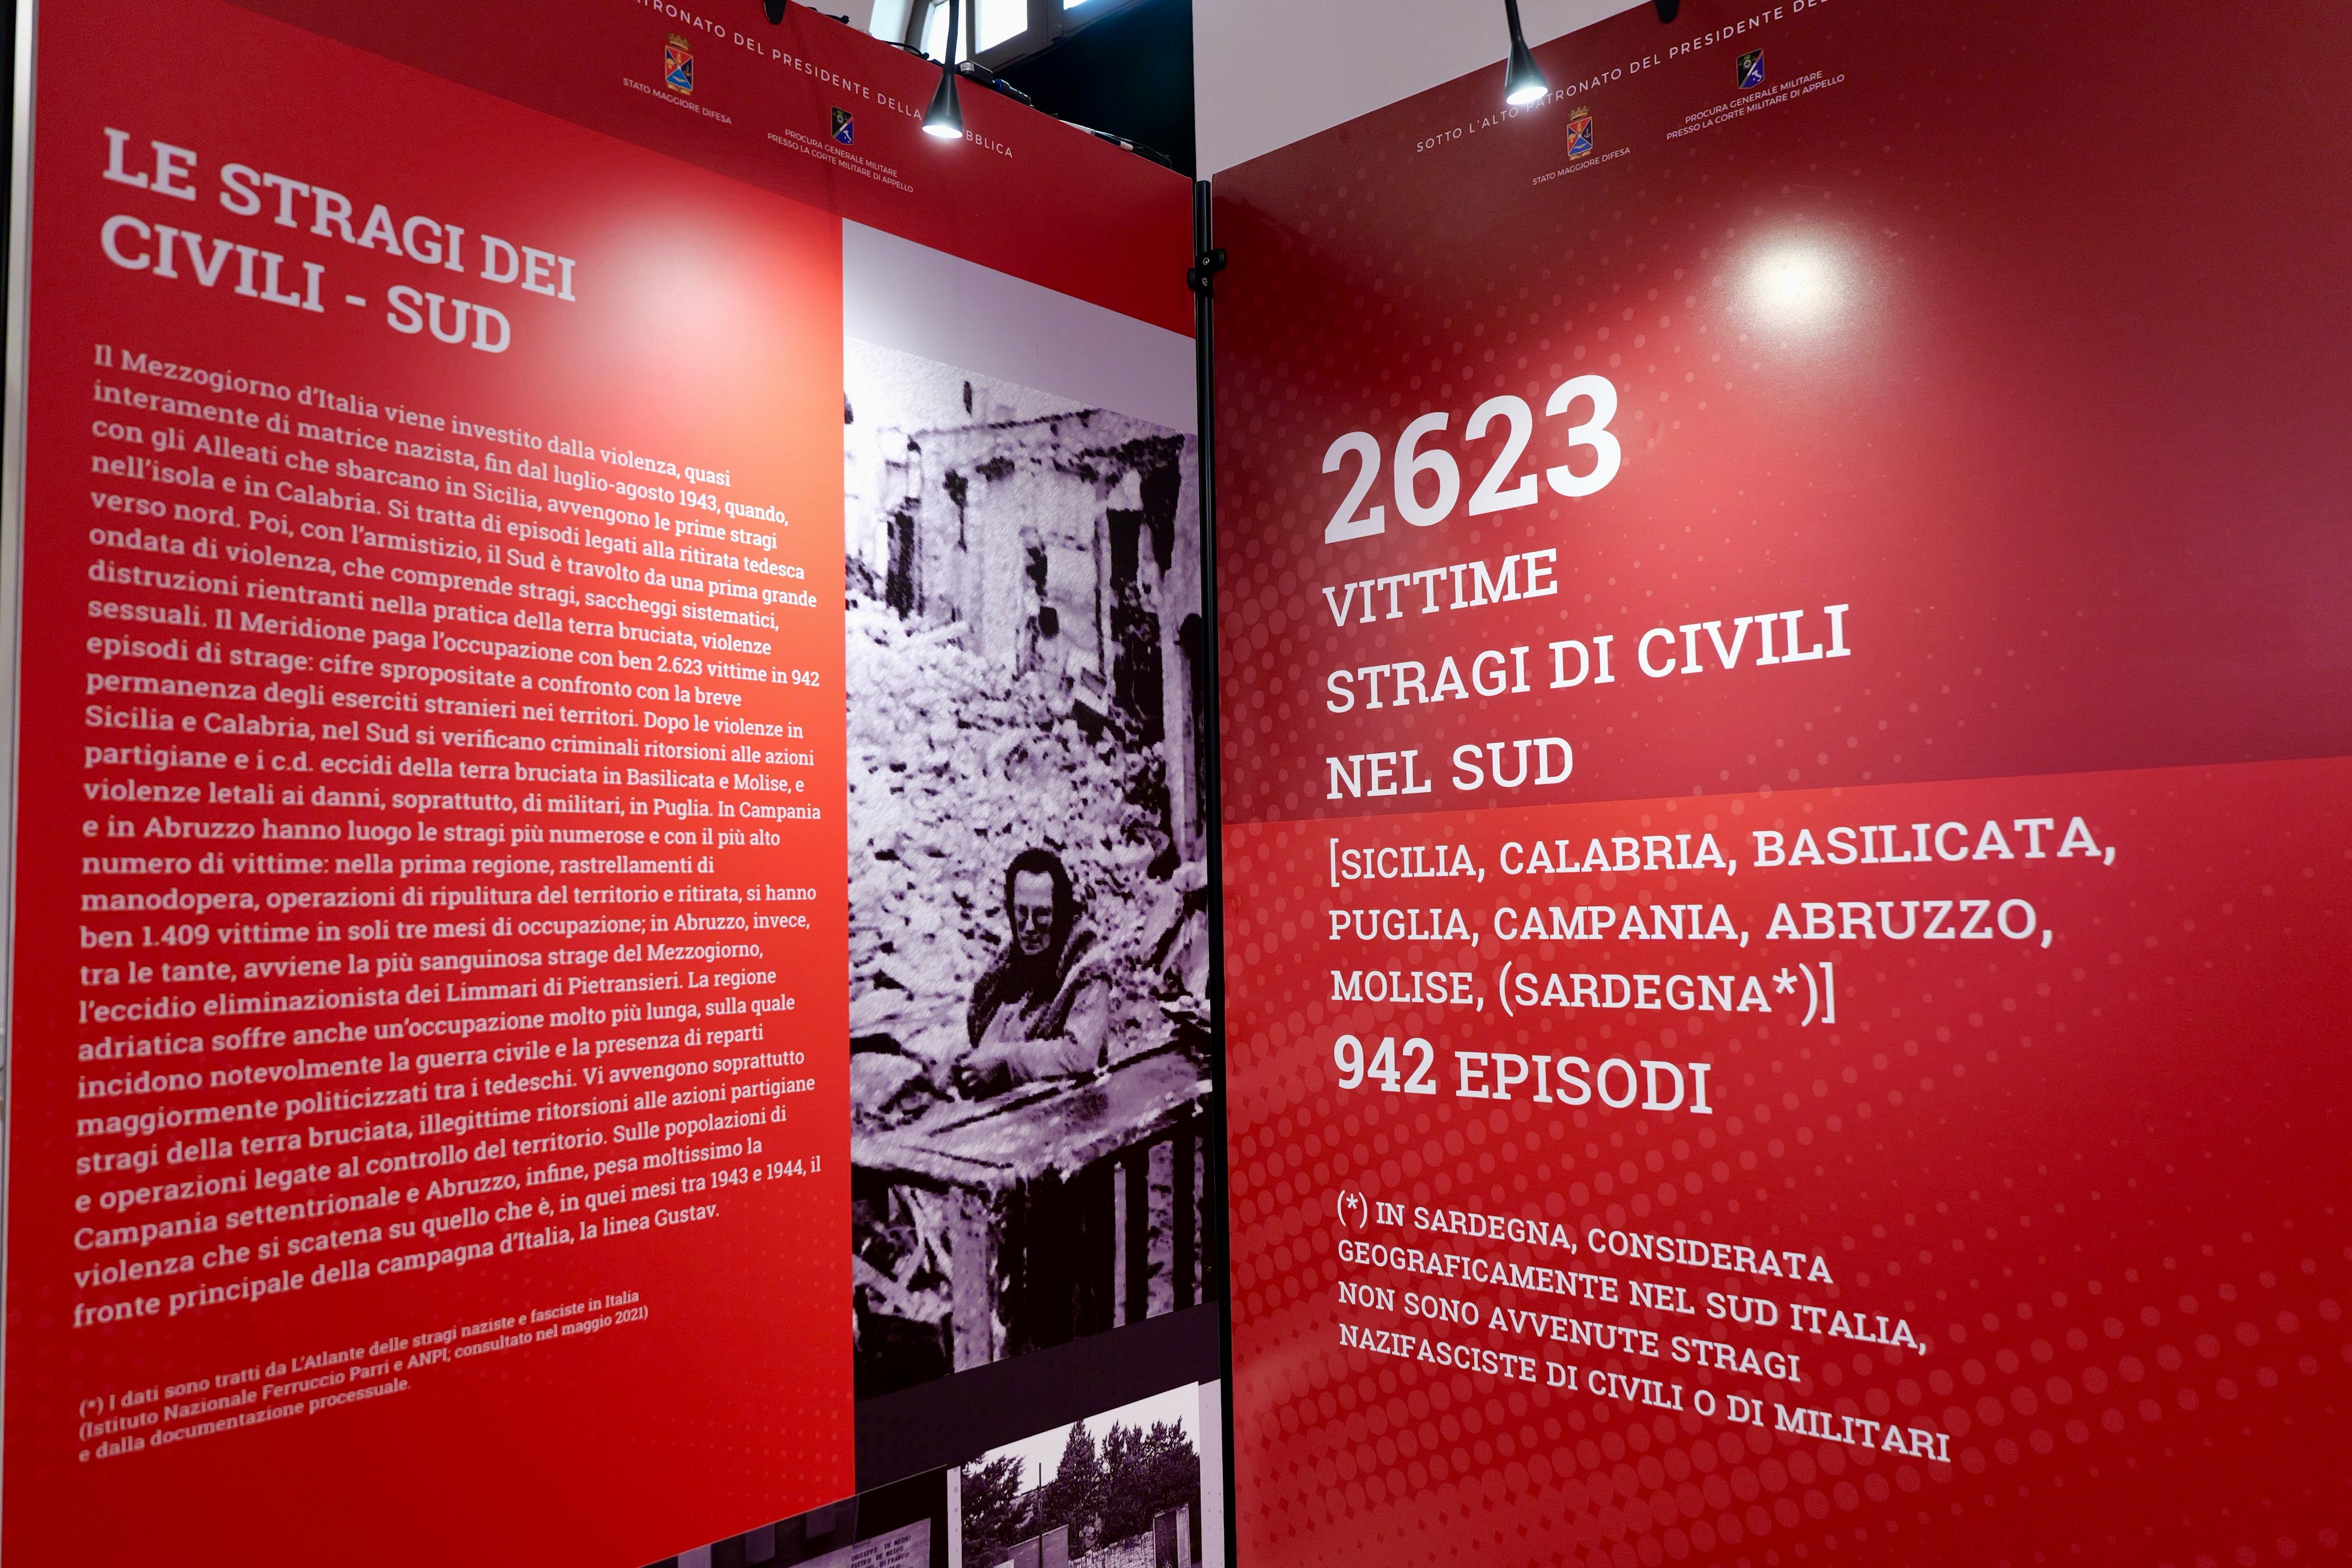 ATRONATO DEL PRESIDENTE DELLA BBLICA
STATO MAGGIORE DIFESA
PROCURA GENERALE MILITARE
PRESSO LA CORTE MILITARE DI APPELLO
LE STRAGI DEI
CIVILI - SUD
Il Mezzogiorno d'Italia viene investito dalla violenza, quasi
interamente di matrice nazista, fin dal luglio-agosto 1943, quando,
con gli Alleati che sbarcano in Sicilia, avvengono le prime stragi
nell'isola e in Calabria. Si tratta di episodi legati alla ritirata tedesca
verso nord. Poi, con l'armistizio, il Sud è travolto da una prima grande
ondata di violenza, che comprende stragi, saccheggi sistematici,
distruzioni rientranti nella pratica della terra bruciata, violenze
sessuali. Il Meridione paga l'occupazione con ben 2.623 vittime in 942
episodi di strage: cifre spropositate a confronto con la breve
permanenza degli eserciti stranieri nei territori. Dopo le violenze in
Sicilia e Calabria, nel Sud si verificano criminali ritorsioni alle azioni
partigiane e i c.d. eccidi della terra bruciata in Basilicata e Molise, e
violenze letali ai danni, soprattutto, di militari, in Puglia. In Campania
e in Abruzzo hanno luogo le stragi più numerose e con il più alto
numero di vittime: nella prima regione, rastrellamenti di
manodopera, operazioni di ripulitura del territorio e ritirata, si hanno
ben 1.409 vittime in soli tre mesi di occupazione; in Abruzzo, invece,
tra le tante, avviene la più sanguinosa strage del Mezzogiorno,
l'eccidio eliminazionista dei Limmari di Pietransieri. La regione
adriatica soffre anche un'occupazione molto più lunga, sulla quale
incidono notevolmente la guerra civile e la presenza di reparti
maggiormente politicizzati tra i tedeschi. Vi avvengono soprattutto
stragi della terra bruciata, illegittime ritorsioni alle azioni partigiane
e operazioni legate al controllo del territorio. Sulle popolazioni di
Campania settentrionale e Abruzzo, infine, pesa moltissimo la
violenza che si scatena su quello che è, in quei mesi tra 1943 e 1944, il
fronte principale della campagna d'Italia, la linea Gustav.
(*) I dati sono tratti da L'Atlante delle stragi naziste e fasciste in Italia
(Istituto Nazionale Ferruccio Parri e ANPI; consultato nel maggio 2021)
e dalla documentazione processuale.
SOTTO L'ALTO PATRONATO DEL PRESIDENTE DE
STATO MAGGIORE DIFESA
PROCURA GENERALE MILITARE
PRESSO LA CORTE MILITARE DI APPELLO
2623
VITTIME
STRAGI DI CIVILI
NEL SUD
[SICILIA, CALABRIA, BASILICATA,
PUGLIA, CAMPANIA, ABRUZZO,
MOLISE, (SARDEGNA*)]
942 EPISODI
(*) IN SARDEGNA, CONSIDERATA
GEOGRAFICAMENTE NEL SUD ITALIA,
NON SONO AVVENUTE STRAGI
NAZIFASCISTE DI CIVILI O DI MILITARI